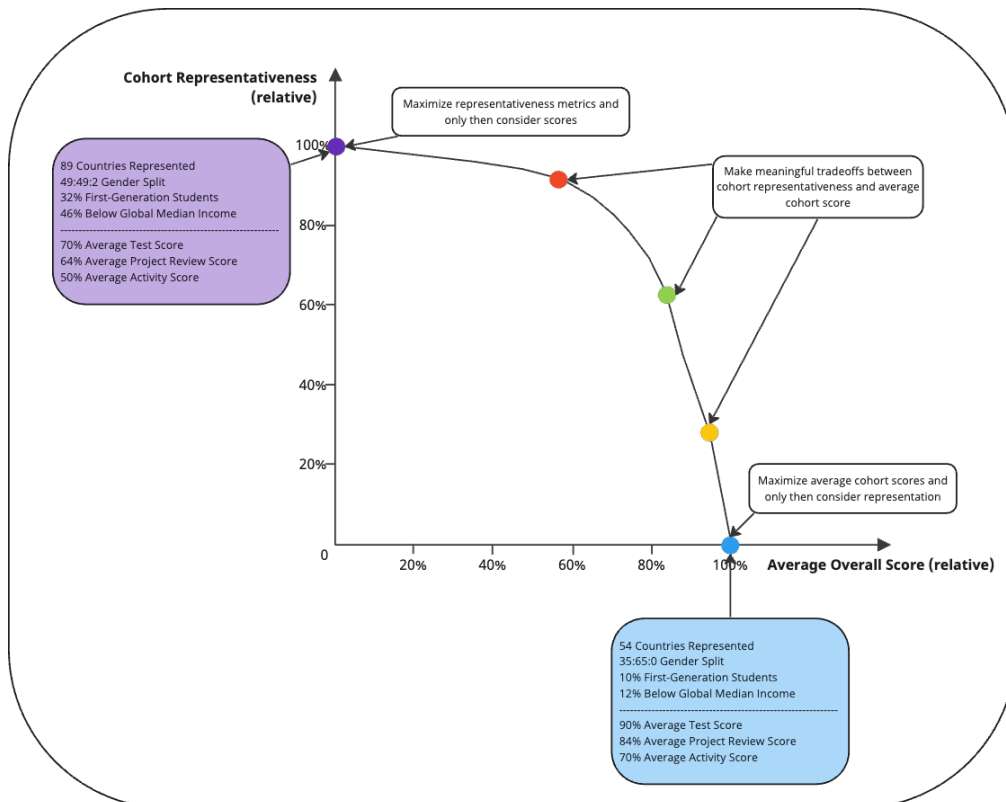 Cohort Representativeness
(relative)
Maximize representativeness metrics and
only then consider scores
100%
89 Countries Represented
49:49:2 Gender Split
32% First-Generation Students
46% Below Global Median Income
--------------------------------------------------------------
70% Average Test Score
64% Average Project Review Score
50% Average Activity Score
Make meaningful tradeoffs between
cohort representativeness and average
cohort score
80%
60%
40%
20%
Maximize average cohort scores and
only then consider representation
0
20%
40%
60%
80%
100%
Average Overall Score (relative)
54 Countries Represented
35:65:0 Gender Split
10% First-Generation Students
12% Below Global Median Income
--------------------------------------------------------------
90% Average Test Score
84% Average Project Review Score
70% Average Activity Score